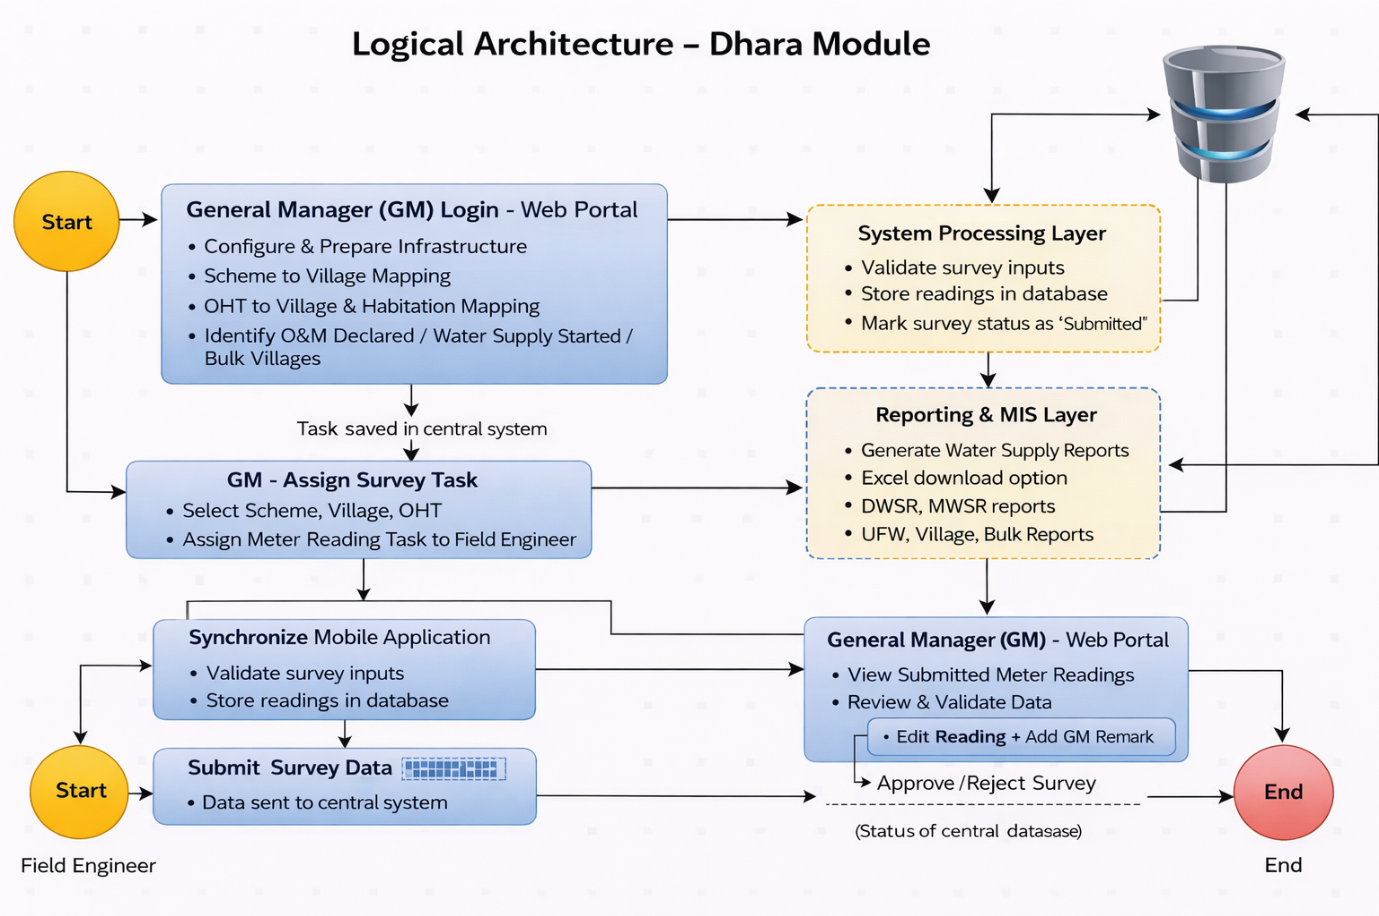 Logical Architecture – Dhara Module
Start
General Manager (GM) Login - Web Portal
• Configure & Prepare Infrastructure
• Scheme to Village Mapping
• OHT to Village & Habitation Mapping
• Identify O&M Declared / Water Supply Started /
Bulk Villages
Task saved in central system
GM - Assign Survey Task
• Select Scheme, Village, OHT
• Assign Meter Reading Task to Field Engineer
System Processing Layer
• Validate survey inputs
• Store readings in database
• Mark survey status as ‘Submitted"
Reporting & MIS Layer
• Generate Water Supply Reports
• Excel download option
• DWSR, MWSR reports
• UFW, Village, Bulk Reports
Synchronize Mobile Application
• Validate survey inputs
• Store readings in database
Start
Field Engineer
Submit Survey Data
• Data sent to central system
General Manager (GM) - Web Portal
• View Submitted Meter Readings
• Review & Validate Data
• Edit Reading + Add GM Remark
Approve /Reject Survey
(Status of central datasase)
End
End